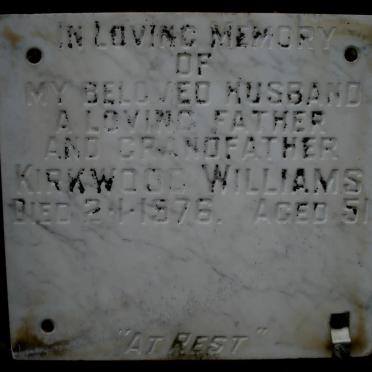 IN LOVING MEMORY
OF
MY BELOVED HUSBAND
A LOVING FATHER
AND GRANDFATHER
KIRKWOOD WILLIAMS
DIED 2·1·1976. AGED 51
"AT REST"